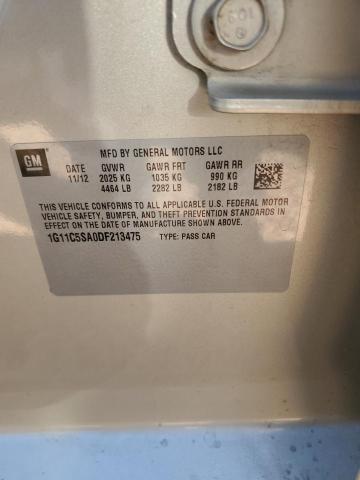 103
GM
MFD BY GENERAL MOTORS LLC
DATE GVWR GAWR FRT GAWR RR
11/12 2025 KG 1035 KG 990 KG
4464 LB 2282 LB 2182 LB
THIS VEHICLE CONFORMS TO ALL APPLICABLE U.S. FEDERAL MOTOR
VEHICLE SAFETY, BUMPER, AND THEFT PREVENTION STANDARDS
IN EFFECT ON THE DATE OF MANUFACTURE SHOWN ABOVE.
1G11C5SA0DF213475 TYPE: PASS CAR